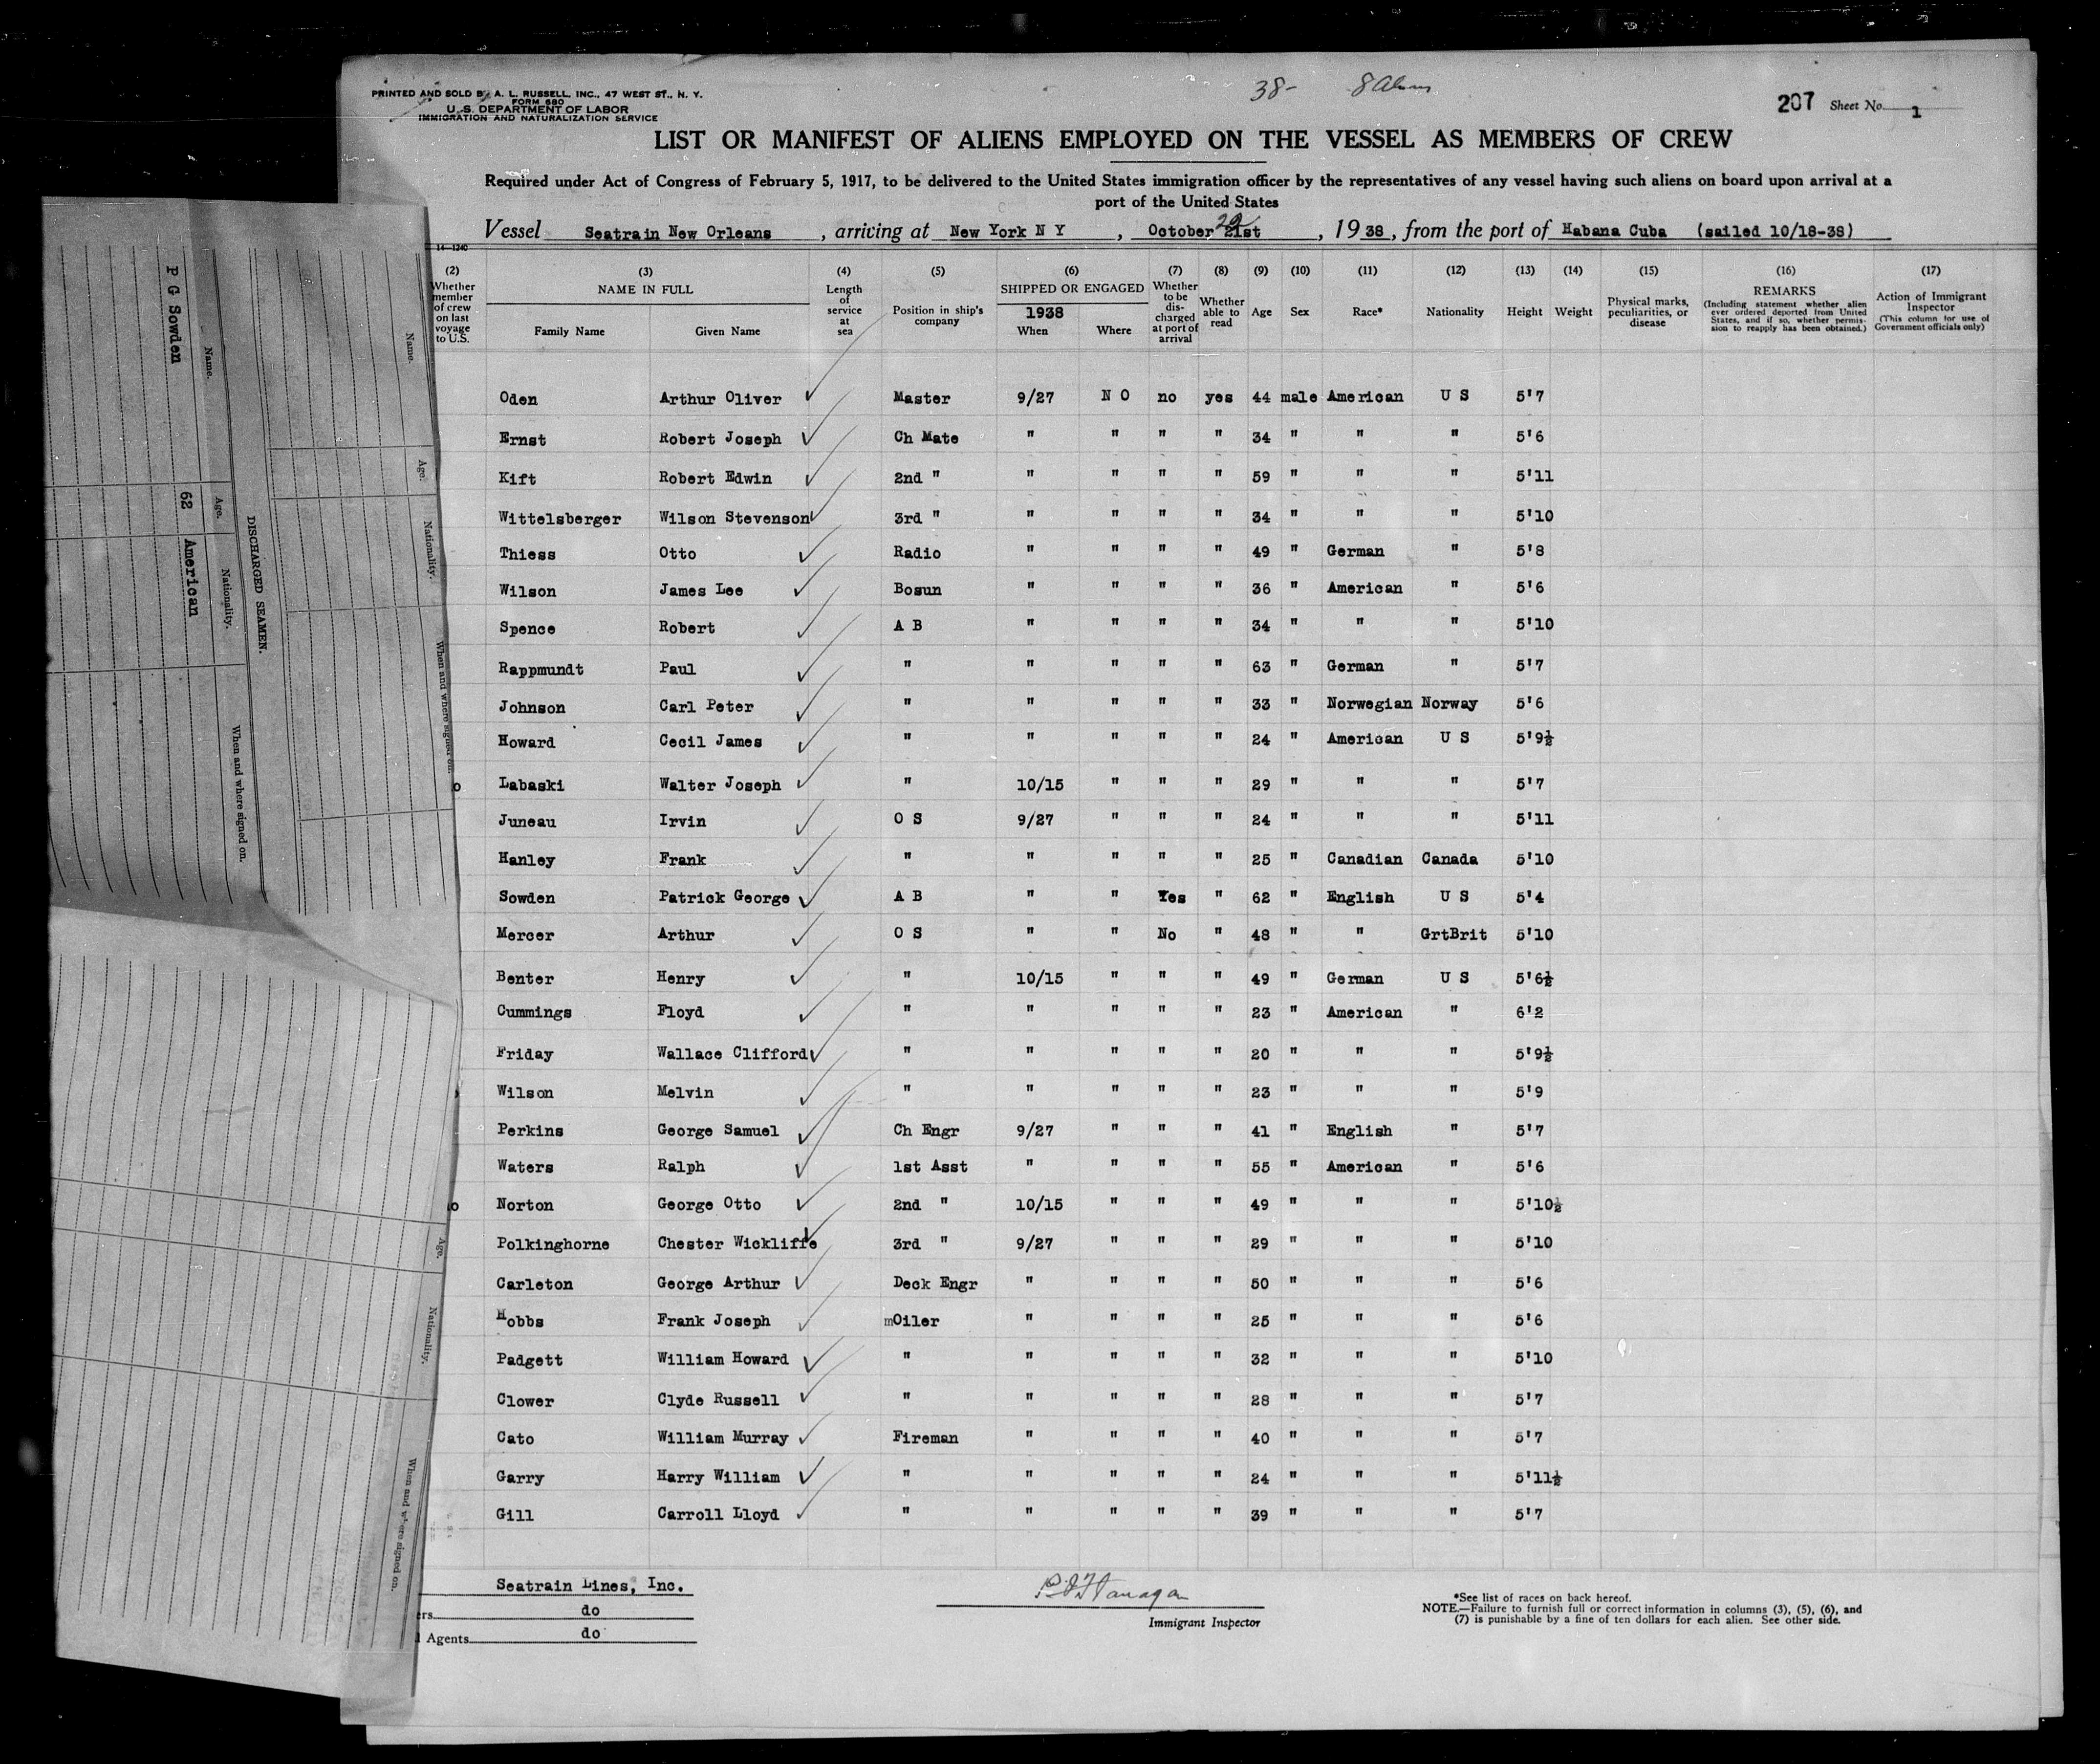 PRINTED AND SOLD BY A. L. RUSSELL, INC., 47 WEST ST., N. Y.
FORM 680
U. S. DEPARTMENT OF LABOR
IMMIGRATION AND NATURALIZATION SERVICE
38-
207 Sheet No. 1
LIST OR MANIFEST OF ALIENS EMPLOYED ON THE VESSEL AS MEMBERS OF CREW
Required under Act of Congress of February 5, 1917, to be delivered to the United States immigration officer by the representatives of any vessel having such aliens on board upon arrival at a
port of the United States
Vessel Seatrain New Orleans, arriving at New York N Y, October 21st, 1938, from the port of Habana Cuba (sailed 10/18-38)
14—1240
(2) (3) (4) (5) (6) (7) (8) (9) (10) (11) (12) (13) (14) (15) (16) (17)
Whether member of crew on last voyage to U.S.
NAME IN FULL
Family Name Given Name
Length of service at sea
Position in ship's company
SHIPPED OR ENGAGED
1938
When Where
Whether to be discharged at port of arrival
Whether able to read
Age
Sex
Race*
Nationality
Height
Weight
Physical marks, peculiarities, or disease
REMARKS
(Including statement whether alien ever ordered deported from United States, and if so, whether permission to reapply has been obtained.)
Action of Immigrant Inspector
(This column for use of Government officials only)
Oden Arthur Oliver Master 9/27 N O no yes 44 male American U S 5'7
Ernst Robert Joseph Ch Mate " " " " 34 " " " 5'6
Kift Robert Edwin 2nd " " " " " 59 " " " 5'11
Wittelsberger Wilson Stevenson 3rd " " " " " 34 " " " 5'10
Thiess Otto Radio " " " " 49 " German " 5'8
Wilson James Lee Bosun " " " " 36 " American " 5'6
Spence Robert A B " " " " 34 " " " 5'10
Rappmundt Paul " " " " " 63 " German " 5'7
Johnson Carl Peter " " " " " 33 " Norwegian Norway 5'6
Howard Cecil James " " " " " 24 " American U S 5'9½
Labaski Walter Joseph " 10/15 " " " 29 " " " 5'7
Juneau Irvin O S 9/27 " " " 24 " " " 5'11
Hanley Frank " " " " " 25 " Canadian Canada 5'10
Sowden Patrick George A B " " Yes " 62 " English U S 5'4
Mercer Arthur O S " " No " 48 " " GrtBrit 5'10
Benter Henry " 10/15 " " " 49 " German U S 5'6½
Cummings Floyd " " " " " 23 " American " 6'2
Friday Wallace Clifford " " " " " 20 " " " 5'9½
Wilson Melvin " " " " " 23 " " " 5'9
Perkins George Samuel Ch Engr 9/27 " " " 41 " English " 5'7
Waters Ralph 1st Asst " " " " 55 " American " 5'6
Norton George Otto 2nd " 10/15 " " " 49 " " " 5'10½
Polkinghorne Chester Wickliffe 3rd " 9/27 " " " 29 " " " 5'10
Carleton George Arthur Deck Engr " " " " 50 " " " 5'6
Hobbs Frank Joseph mOiler " " " " 25 " " " 5'6
Padgett William Howard " " " " " 32 " " " 5'10
Clower Clyde Russell " " " " " 28 " " " 5'7
Cato William Murray Fireman " " " " 40 " " " 5'7
Garry Harry William " " " " " 24 " " " 5'11½
Gill Carroll Lloyd " " " " " 39 " " " 5'7
Seatrain Lines, Inc.
do
Agents do
P. J. Flanagan
Immigrant Inspector
*See list of races on back hereof.
NOTE.—Failure to furnish full or correct information in columns (3), (5), (6), and
(7) is punishable by a fine of ten dollars for each alien. See other side.
DISCHARGED SEAMEN.
Name. Age. Nationality. When and where signed on.
P G Sowden 62 American
Name. Age. Nationality. When and where signed on.
Age. Nationality. When and where signed on.